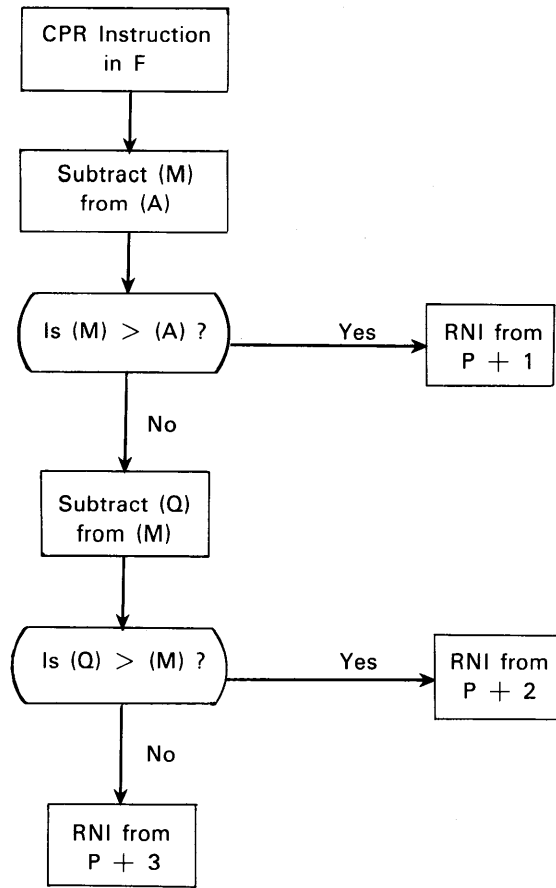 CPR Instruction
in F
Subtract (M)
from (A)
Is (M) > (A) ?
Yes
RNI from
P + 1
No
Subtract (Q)
from (M)
Is (Q) > (M) ?
Yes
RNI from
P + 2
No
RNI from
P + 3